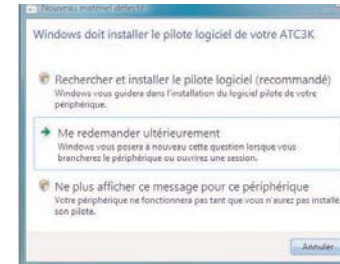 Nouveau matériel détecté
Windows doit installer le pilote logiciel de votre ATC3K
Rechercher et installer le pilote logiciel (recommandé)
Windows vous guidera dans l'installation du logiciel pilote de votre
périphérique.
Me redemander ultérieurement
Windows vous posera à nouveau cette question lorsque vous
brancherez le périphérique ou ouvrirez une session.
Ne plus afficher ce message pour ce périphérique
Votre périphérique ne fonctionnera pas tant que vous n'aurez pas installé
son pilote.
Annuler